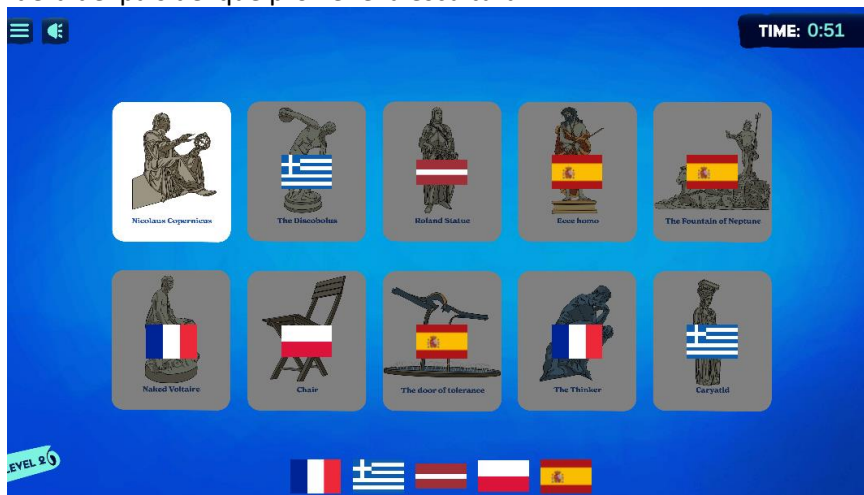 TIME: 0:51
Nicolaus Copernicus
The Discobolus
Roland Statue
Ecce homo
The Fountain of Neptune
Naked Voltaire
Chair
The door of tolerance
The Thinker
Caryatid
LEVEL 2